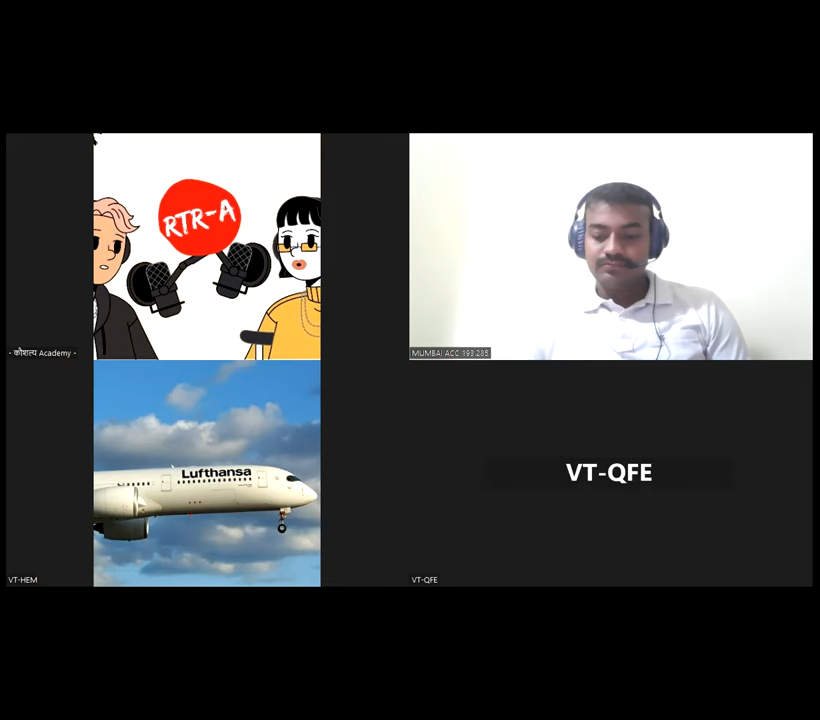 RTR-A
- कौशल्य Academy -
MUMBAI ACC 193,285
Lufthansa
VT-HEM
VT-QFE
VT-QFE